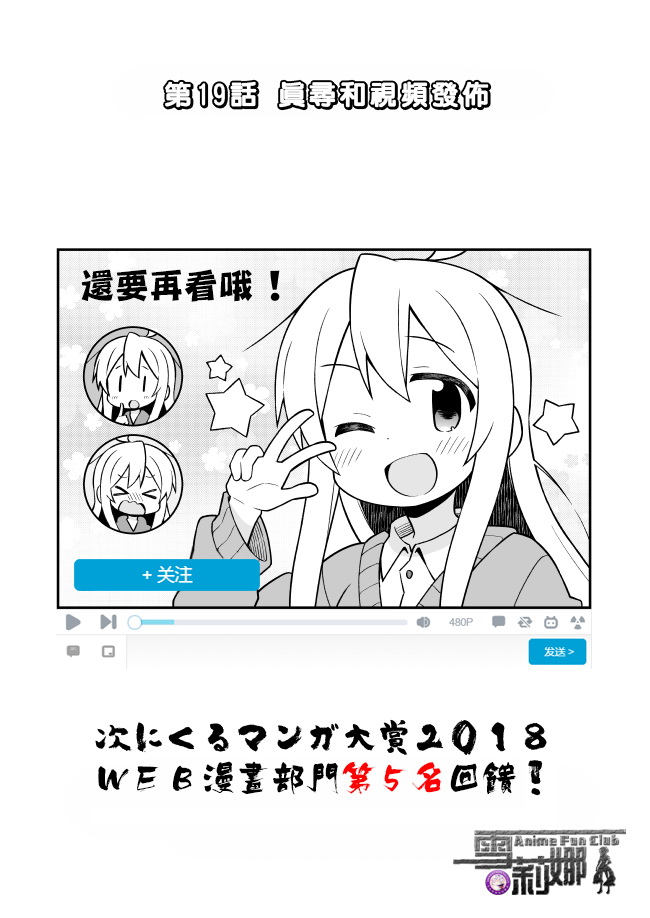 第19話 眞尋和視頻發佈
還要再看哦！
+ 关注
480P
发送 >
次にくるマンガ大賞２０１８
ＷＥＢ漫畫部門第５名回饋！
Anime Fun Club
雪莉娜